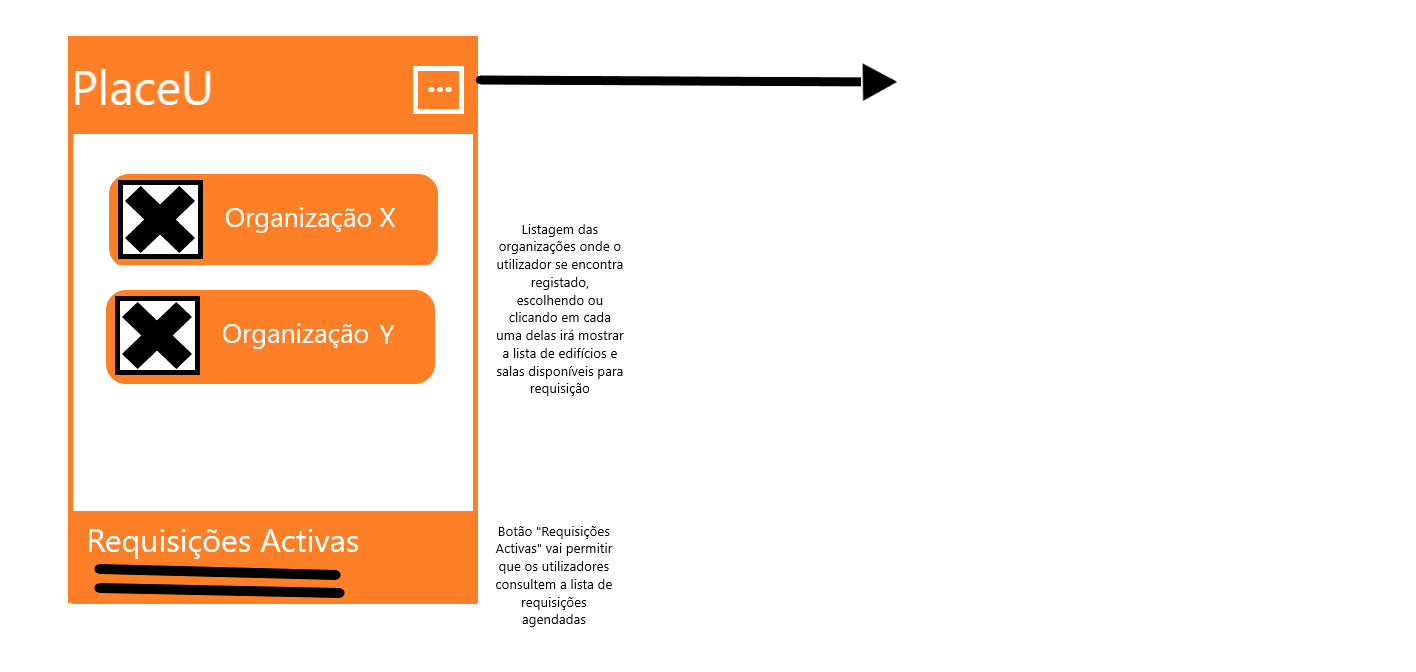 PlaceU
...
Organização X
Organização Y
Listagem das
organizações onde o
utilizador se encontra
registado,
escolhendo ou
clicando em cada
uma delas irá mostrar
a lista de edifícios e
salas disponíveis para
requisição
Requisições Activas
Botão "Requisições
Activas" vai permitir
que os utilizadores
consultem a lista de
requisições
agendadas